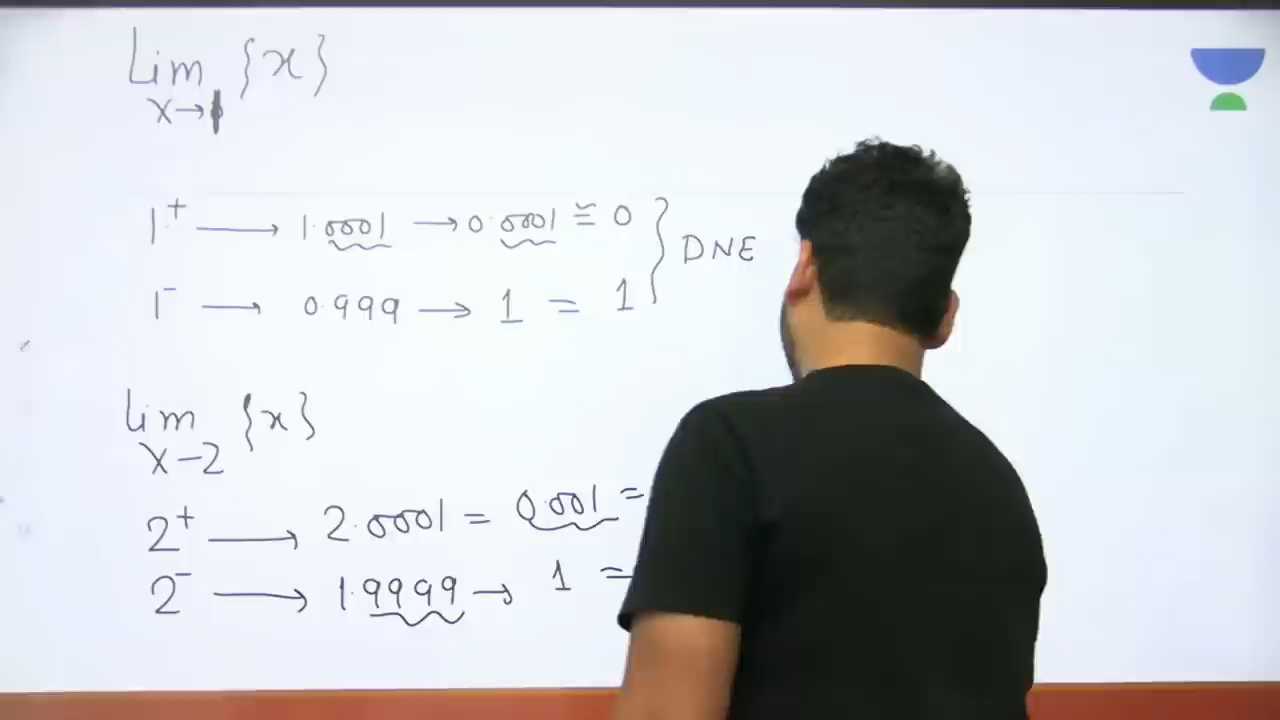 Lim {x}
x→1
1⁺ ⟶ 1.0001 → 0.0001 ≅ 0
1⁻ → 0.999 → 1 = 1
} DNE
lim {x}
x-2
2⁺ ⟶ 2.0001 = 0.001 =
2⁻ ⟶ 1.9999 → 1 =